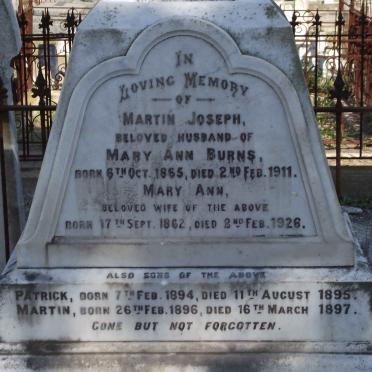 IN
LOVING MEMORY
OF
MARTIN JOSEPH,
BELOVED HUSBAND OF
MARY ANN BURNS,
BORN 6TH OCT. 1865, DIED 2ND FEB. 1911.
MARY ANN,
BELOVED WIFE OF THE ABOVE
BORN 17TH SEPT. 1862, DIED 2ND FEB. 1926.
ALSO SONS OF THE ABOVE
PATRICK, BORN 7TH FEB. 1894, DIED 11TH AUGUST 1895.
MARTIN, BORN 26TH FEB. 1896, DIED 16TH MARCH 1897.
GONE BUT NOT FORGOTTEN.